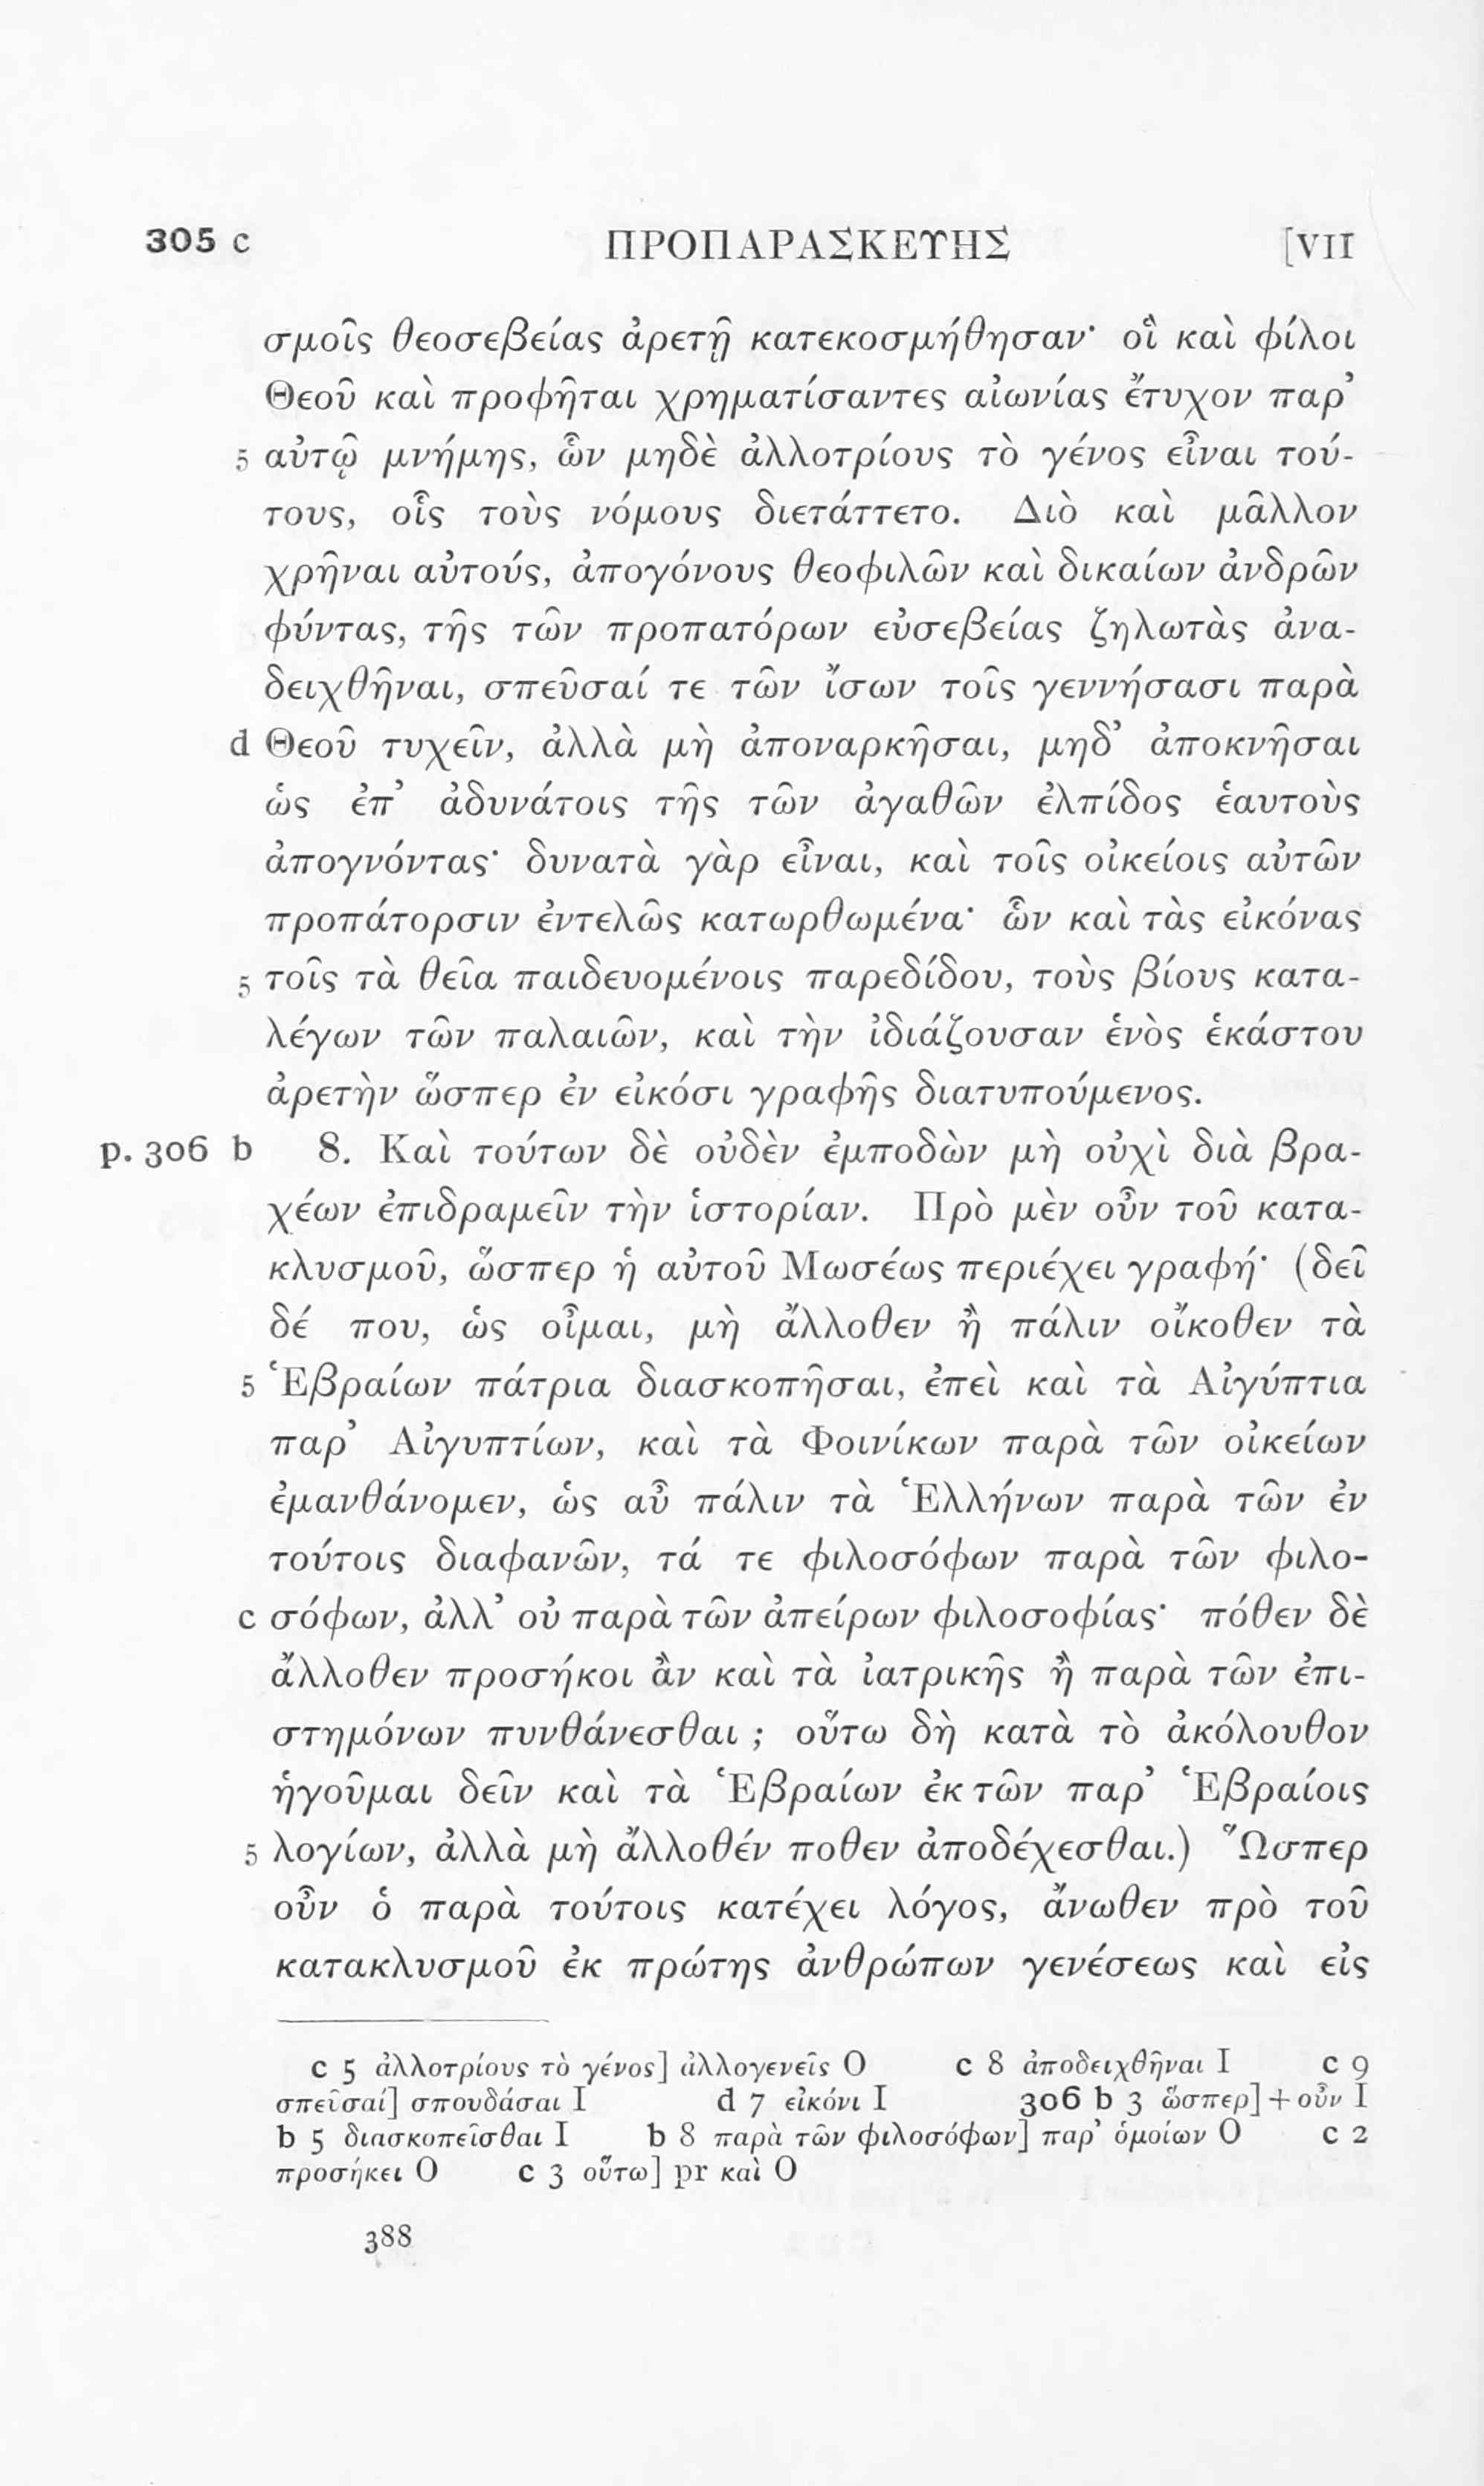 305 c ΠΡΟΠΑΡΑΣΚΕΥΗΣ [VII
σμοῖς θεοσεβείας ἀρετῇ κατεκοσμήθησαν· οἳ καὶ φίλοι
Θεοῦ καὶ προφῆται χρηματίσαντες αἰωνίας ἔτυχον παρ’
5 αὐτῷ μνήμης, ὧν μηδὲ ἀλλοτρίους τὸ γένος εἶναι τού-
τους, οἷς τοὺς νόμους διετάττετο. Διὸ καὶ μᾶλλον
χρῆναι αὐτούς, ἀπογόνους θεοφιλῶν καὶ δικαίων ἀνδρῶν
φύντας, τῆς τῶν προπατόρων εὐσεβείας ζηλωτὰς ἀνα-
δειχθῆναι, σπεῦσαί τε τῶν ἴσων τοῖς γεννήσασι παρὰ
d Θεοῦ τυχεῖν, ἀλλὰ μὴ ἀποναρκῆσαι, μηδ’ ἀποκνῆσαι
ὡς ἐπ’ ἀδυνάτοις τῆς τῶν ἀγαθῶν ἐλπίδος ἑαυτοὺς
ἀπογνόντας· δυνατὰ γὰρ εἶναι, καὶ τοῖς οἰκείοις αὐτῶν
προπάτορσιν ἐντελῶς κατωρθωμένα· ὧν καὶ τὰς εἰκόνας
5 τοῖς τὰ θεῖα παιδευομένοις παρεδίδου, τοὺς βίους κατα-
λέγων τῶν παλαιῶν, καὶ τὴν ἰδιάζουσαν ἑνὸς ἑκάστου
ἀρετὴν ὥσπερ ἐν εἰκόσι γραφῆς διατυπούμενος.
p. 306 b 8. Καὶ τούτων δὲ οὐδὲν ἐμποδὼν μὴ οὐχὶ διὰ βρα-
χέων ἐπιδραμεῖν τὴν ἱστορίαν. Πρὸ μὲν οὖν τοῦ κατα-
κλυσμοῦ, ὥσπερ ἡ αὐτοῦ Μωσέως περιέχει γραφή· (δεῖ
δέ που, ὡς οἶμαι, μὴ ἄλλοθεν ἢ πάλιν οἴκοθεν τὰ
5 Ἑβραίων πάτρια διασκοπῆσαι, ἐπεὶ καὶ τὰ Αἰγύπτια
παρ’ Αἰγυπτίων, καὶ τὰ Φοινίκων παρὰ τῶν οἰκείων
ἐμανθάνομεν, ὡς αὖ πάλιν τὰ Ἑλλήνων παρὰ τῶν ἐν
τούτοις διαφανῶν, τά τε φιλοσόφων παρὰ τῶν φιλο-
c σόφων, ἀλλ’ οὐ παρὰ τῶν ἀπείρων φιλοσοφίας· πόθεν δὲ
ἄλλοθεν προσήκοι ἂν καὶ τὰ ἰατρικῆς ἢ παρὰ τῶν ἐπι-
στημόνων πυνθάνεσθαι ; οὕτω δὴ κατὰ τὸ ἀκόλουθον
ἡγοῦμαι δεῖν καὶ τὰ Ἑβραίων ἐκ τῶν παρ’ Ἑβραίοις
5 λογίων, ἀλλὰ μὴ ἄλλοθέν ποθεν ἀποδέχεσθαι.) Ὥσπερ
οὖν ὁ παρὰ τούτοις κατέχει λόγος, ἄνωθεν πρὸ τοῦ
κατακλυσμοῦ ἐκ πρώτης ἀνθρώπων γενέσεως καὶ εἰς
c 5 ἀλλοτρίους τὸ γένος] ἀλλογενεῖς O c 8 ἀποδειχθῆναι I c 9
σπεῦσαί] σπουδάσαι I d 7 εἰκόνι I 306 b 3 ὥσπερ]+οὖν I
b 5 διασκοπεῖσθαι I b 8 παρὰ τῶν φιλοσόφων] παρ’ ὁμοίων O c 2
προσήκει O c 3 οὕτω] pr καὶ O
388